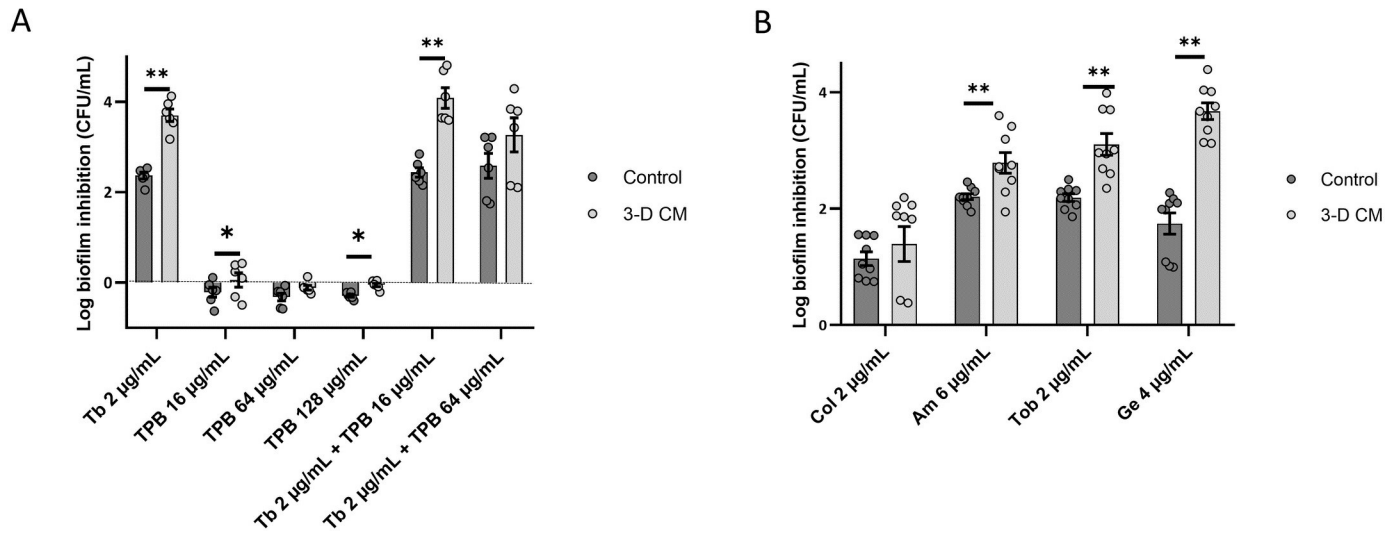 A
Log biofilm inhibition (CFU/mL)
4
2
0
**
*
*
**
Tb 2 µg/mL
TPB 16 µg/mL
TPB 64 µg/mL
TPB 128 µg/mL
Tb 2 µg/mL + TPB 16 µg/mL
Tb 2 µg/mL + TPB 64 µg/mL
Control
3-D CM
B
Log biofilm inhibition (CFU/mL)
4
2
0
**
**
**
Col 2 µg/mL
Am 6 µg/mL
Tob 2 µg/mL
Ge 4 µg/mL
Control
3-D CM